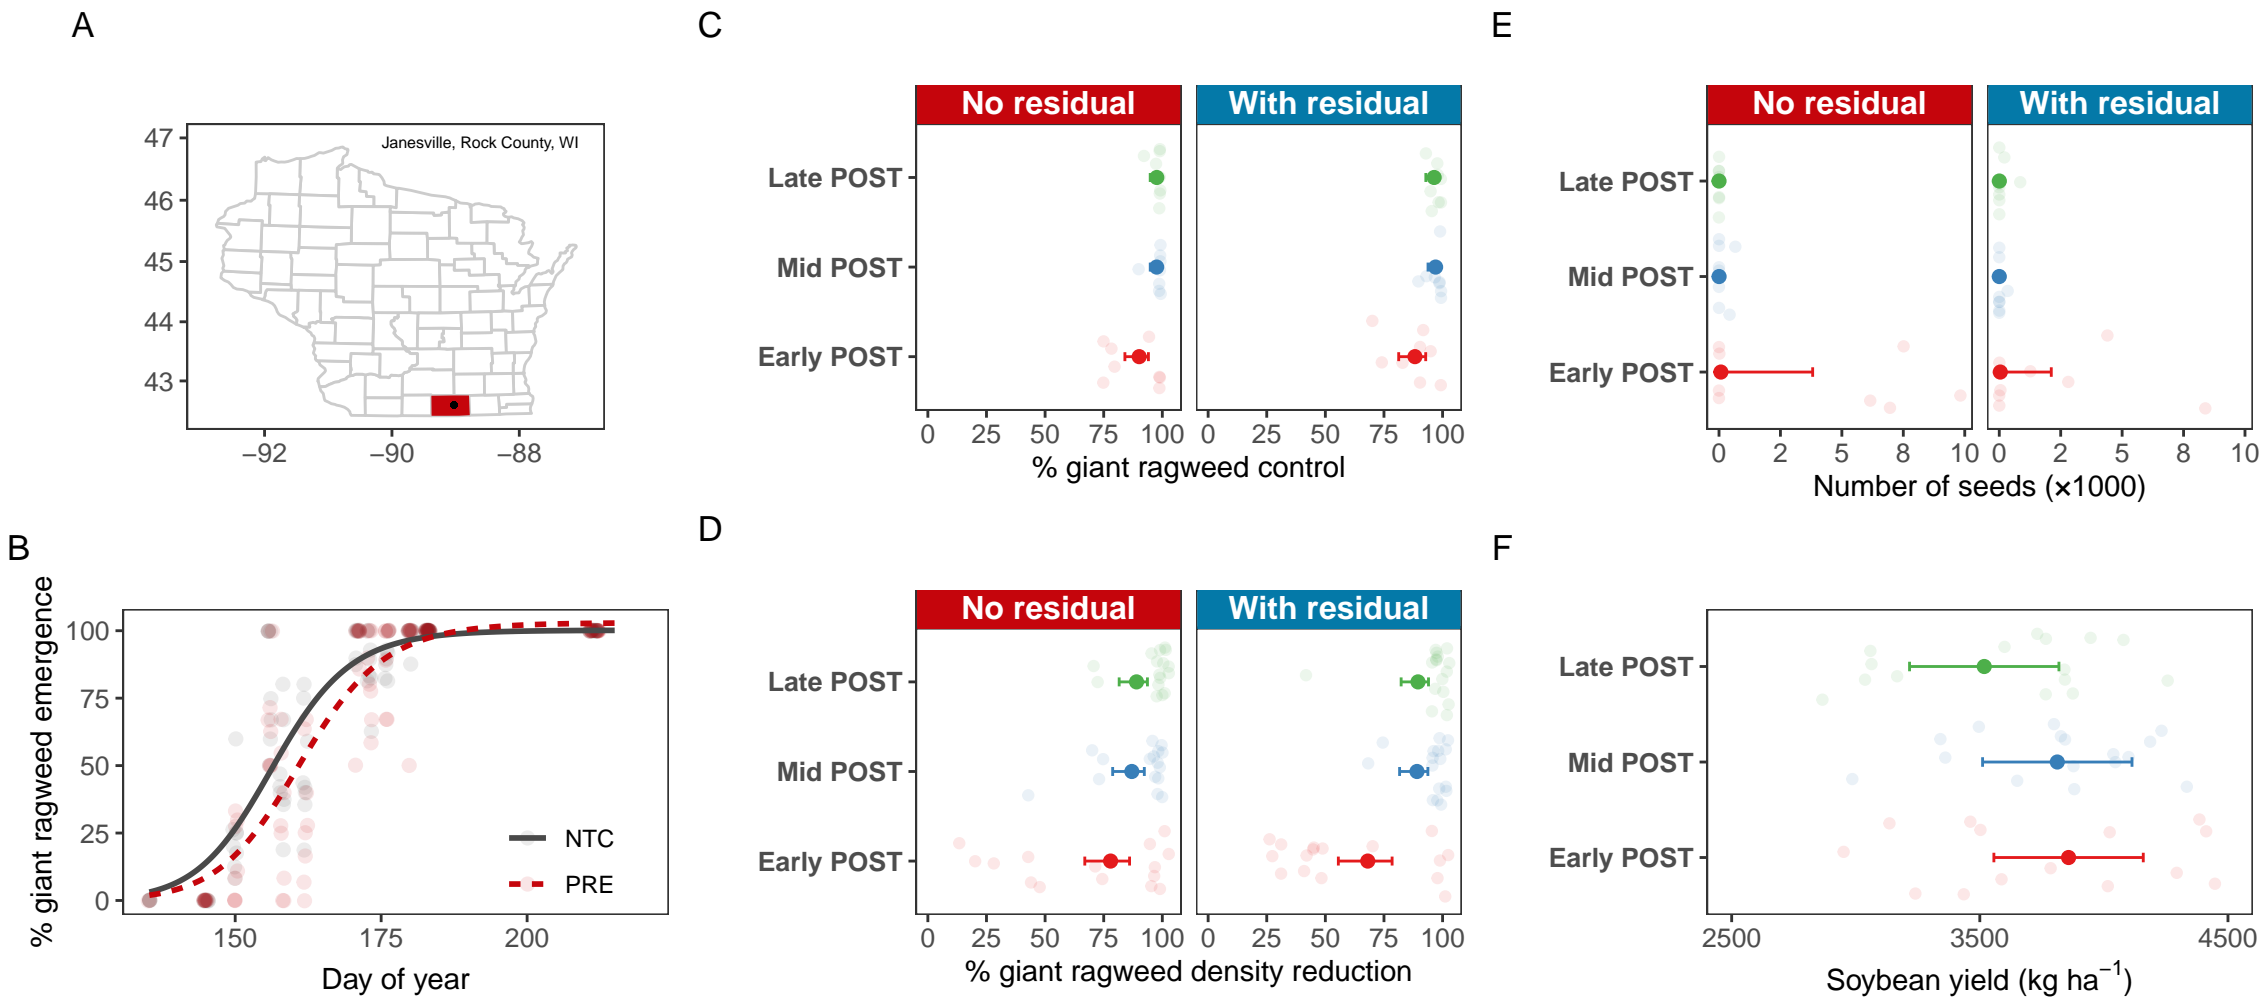 A
Janesville, Rock County, WI
47
46
45
44
43
−92 −90 −88
B
% giant ragweed emergence
100
75
50
25
0
NTC
PRE
150 175 200
Day of year
C
No residual With residual
Late POST
Mid POST
Early POST
0 25 50 75 100 0 25 50 75 100
% giant ragweed control
D
No residual With residual
Late POST
Mid POST
Early POST
0 25 50 75 100 0 25 50 75 100
% giant ragweed density reduction
E
No residual With residual
Late POST
Mid POST
Early POST
0 2 5 8 10 0 2 5 8 10
Number of seeds (×1000)
F
Late POST
Mid POST
Early POST
2500 3500 4500
Soybean yield (kg ha⁻¹)